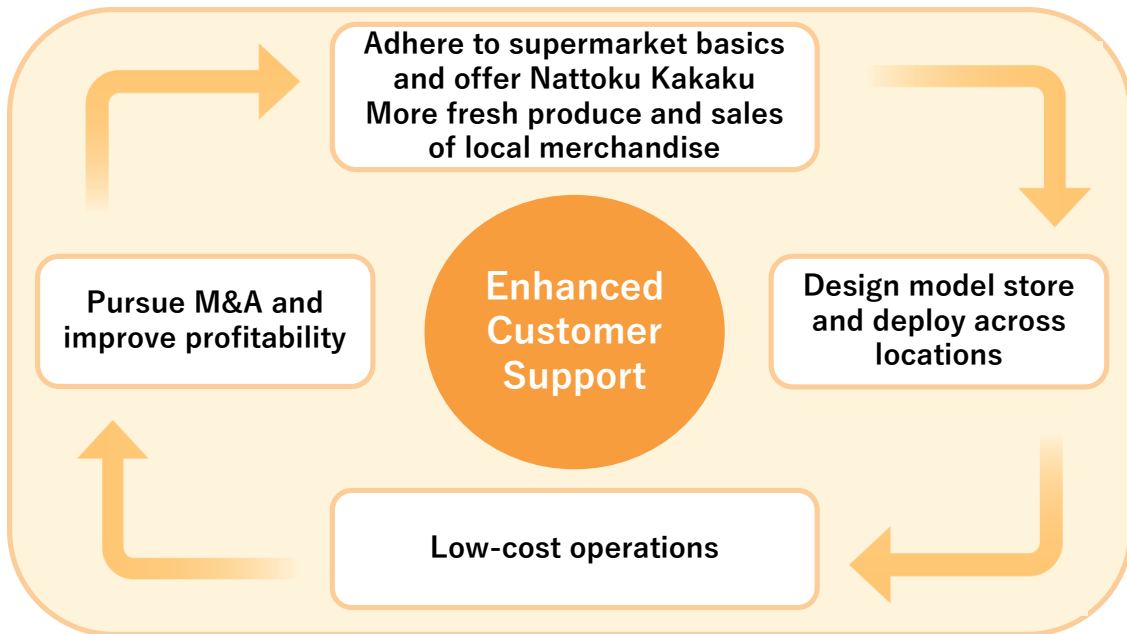 Adhere to supermarket basics
and offer Nattoku Kakaku
More fresh produce and sales
of local merchandise
Pursue M&A and
improve profitability
Enhanced
Customer
Support
Design model store
and deploy across
locations
Low-cost operations